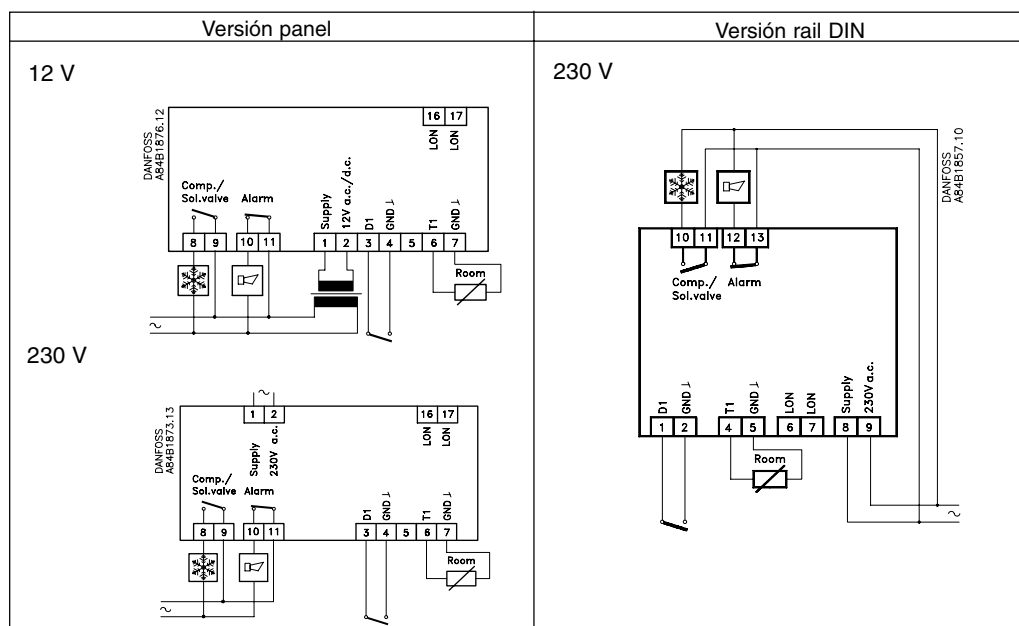 Versión panel
Versión rail DIN
12 V
DANFOSS
A84B1876.12
16 17
LON LON
Comp./
Sol.valve
Alarm
Supply
12V a.c./d.c.
D1
GND
T1
GND
8 9 10 11 1 2 3 4 5 6 7
Room
~
230 V
DANFOSS
A84B1873.13
~
1 2
16 17
LON LON
Supply
230V a.c.
Comp./
Sol.valve
Alarm
D1
GND
T1
GND
8 9 10 11 3 4 5 6 7
Room
~
230 V
DANFOSS
A84B1857.10
10 11 12 13
Comp./
Sol.valve
Alarm
D1
GND
T1
GND
LON
LON
Supply
230V a.c.
1 2 4 5 6 7 8 9
Room
~